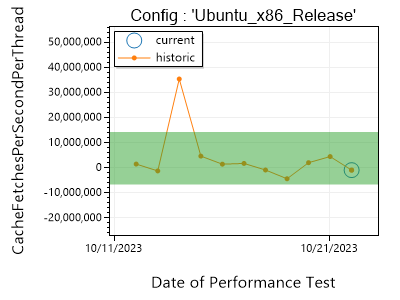 Config : 'Ubuntu_x86_Release'
current
historic
CacheFetchesPerSecondPerThread
50,000,000
40,000,000
30,000,000
20,000,000
10,000,000
0
-10,000,000
-20,000,000
10/11/2023
10/21/2023
Date of Performance Test